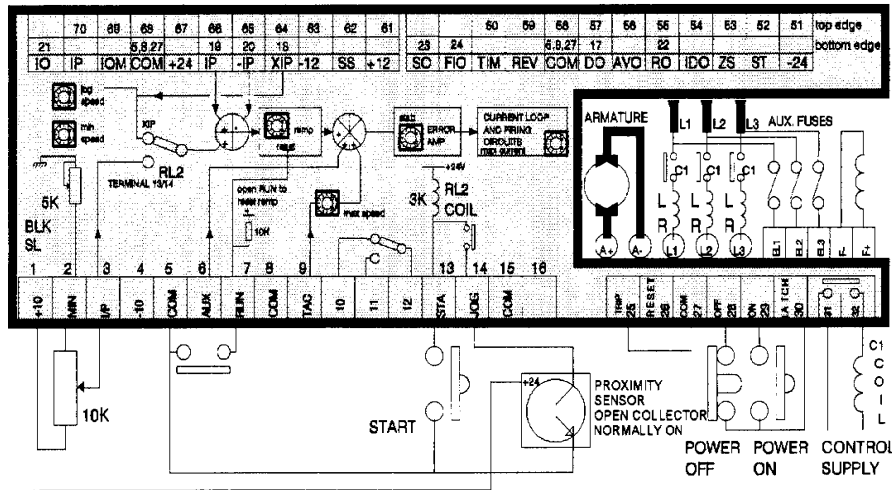 70 69 68 67 66 65 64 63 62 61 60 59 58 57 56 55 54 53 52 51 top edge
21 5,8,27 19 20 18 23 24 5,8,27 17 22 bottom edge
IO IP IOM COM +24 IP -IP XIP -12 SS +12 SO FIO TIM REV COM DO AVO RO IDO ZS ST -24
jog
speed
min
speed
XIP
RL2
TERMINAL 13/14
5K
BLK
SL
ramp
reset
open RUN to
reset ramp
10K
max speed
ERROR
AMP
CURRENT LOOP
AND FIRING
CIRCUITS
max current
+24V
3K
RL2
COIL
ARMATURE
L1 L2 L3
AUX. FUSES
C1 C1 C1
L L L
R R R
A+ A- L1 L2 L3 EL1 EL2 EL3 F- F+
1 2 3 4 5 6 7 8 9 10 11 12 13 14 15 16
+10 MIN I/P -10 COM AUX RUN COM TAC STA JOG COM
TRIP 25 RESET 26 COM 27 OFF 28 ON 29 LATCH 30 31 32
10K
START
+24
PROXIMITY
SENSOR
OPEN COLLECTOR
NORMALLY ON
POWER
OFF
POWER
ON
CONTROL
SUPPLY
C1
C
O
I
L